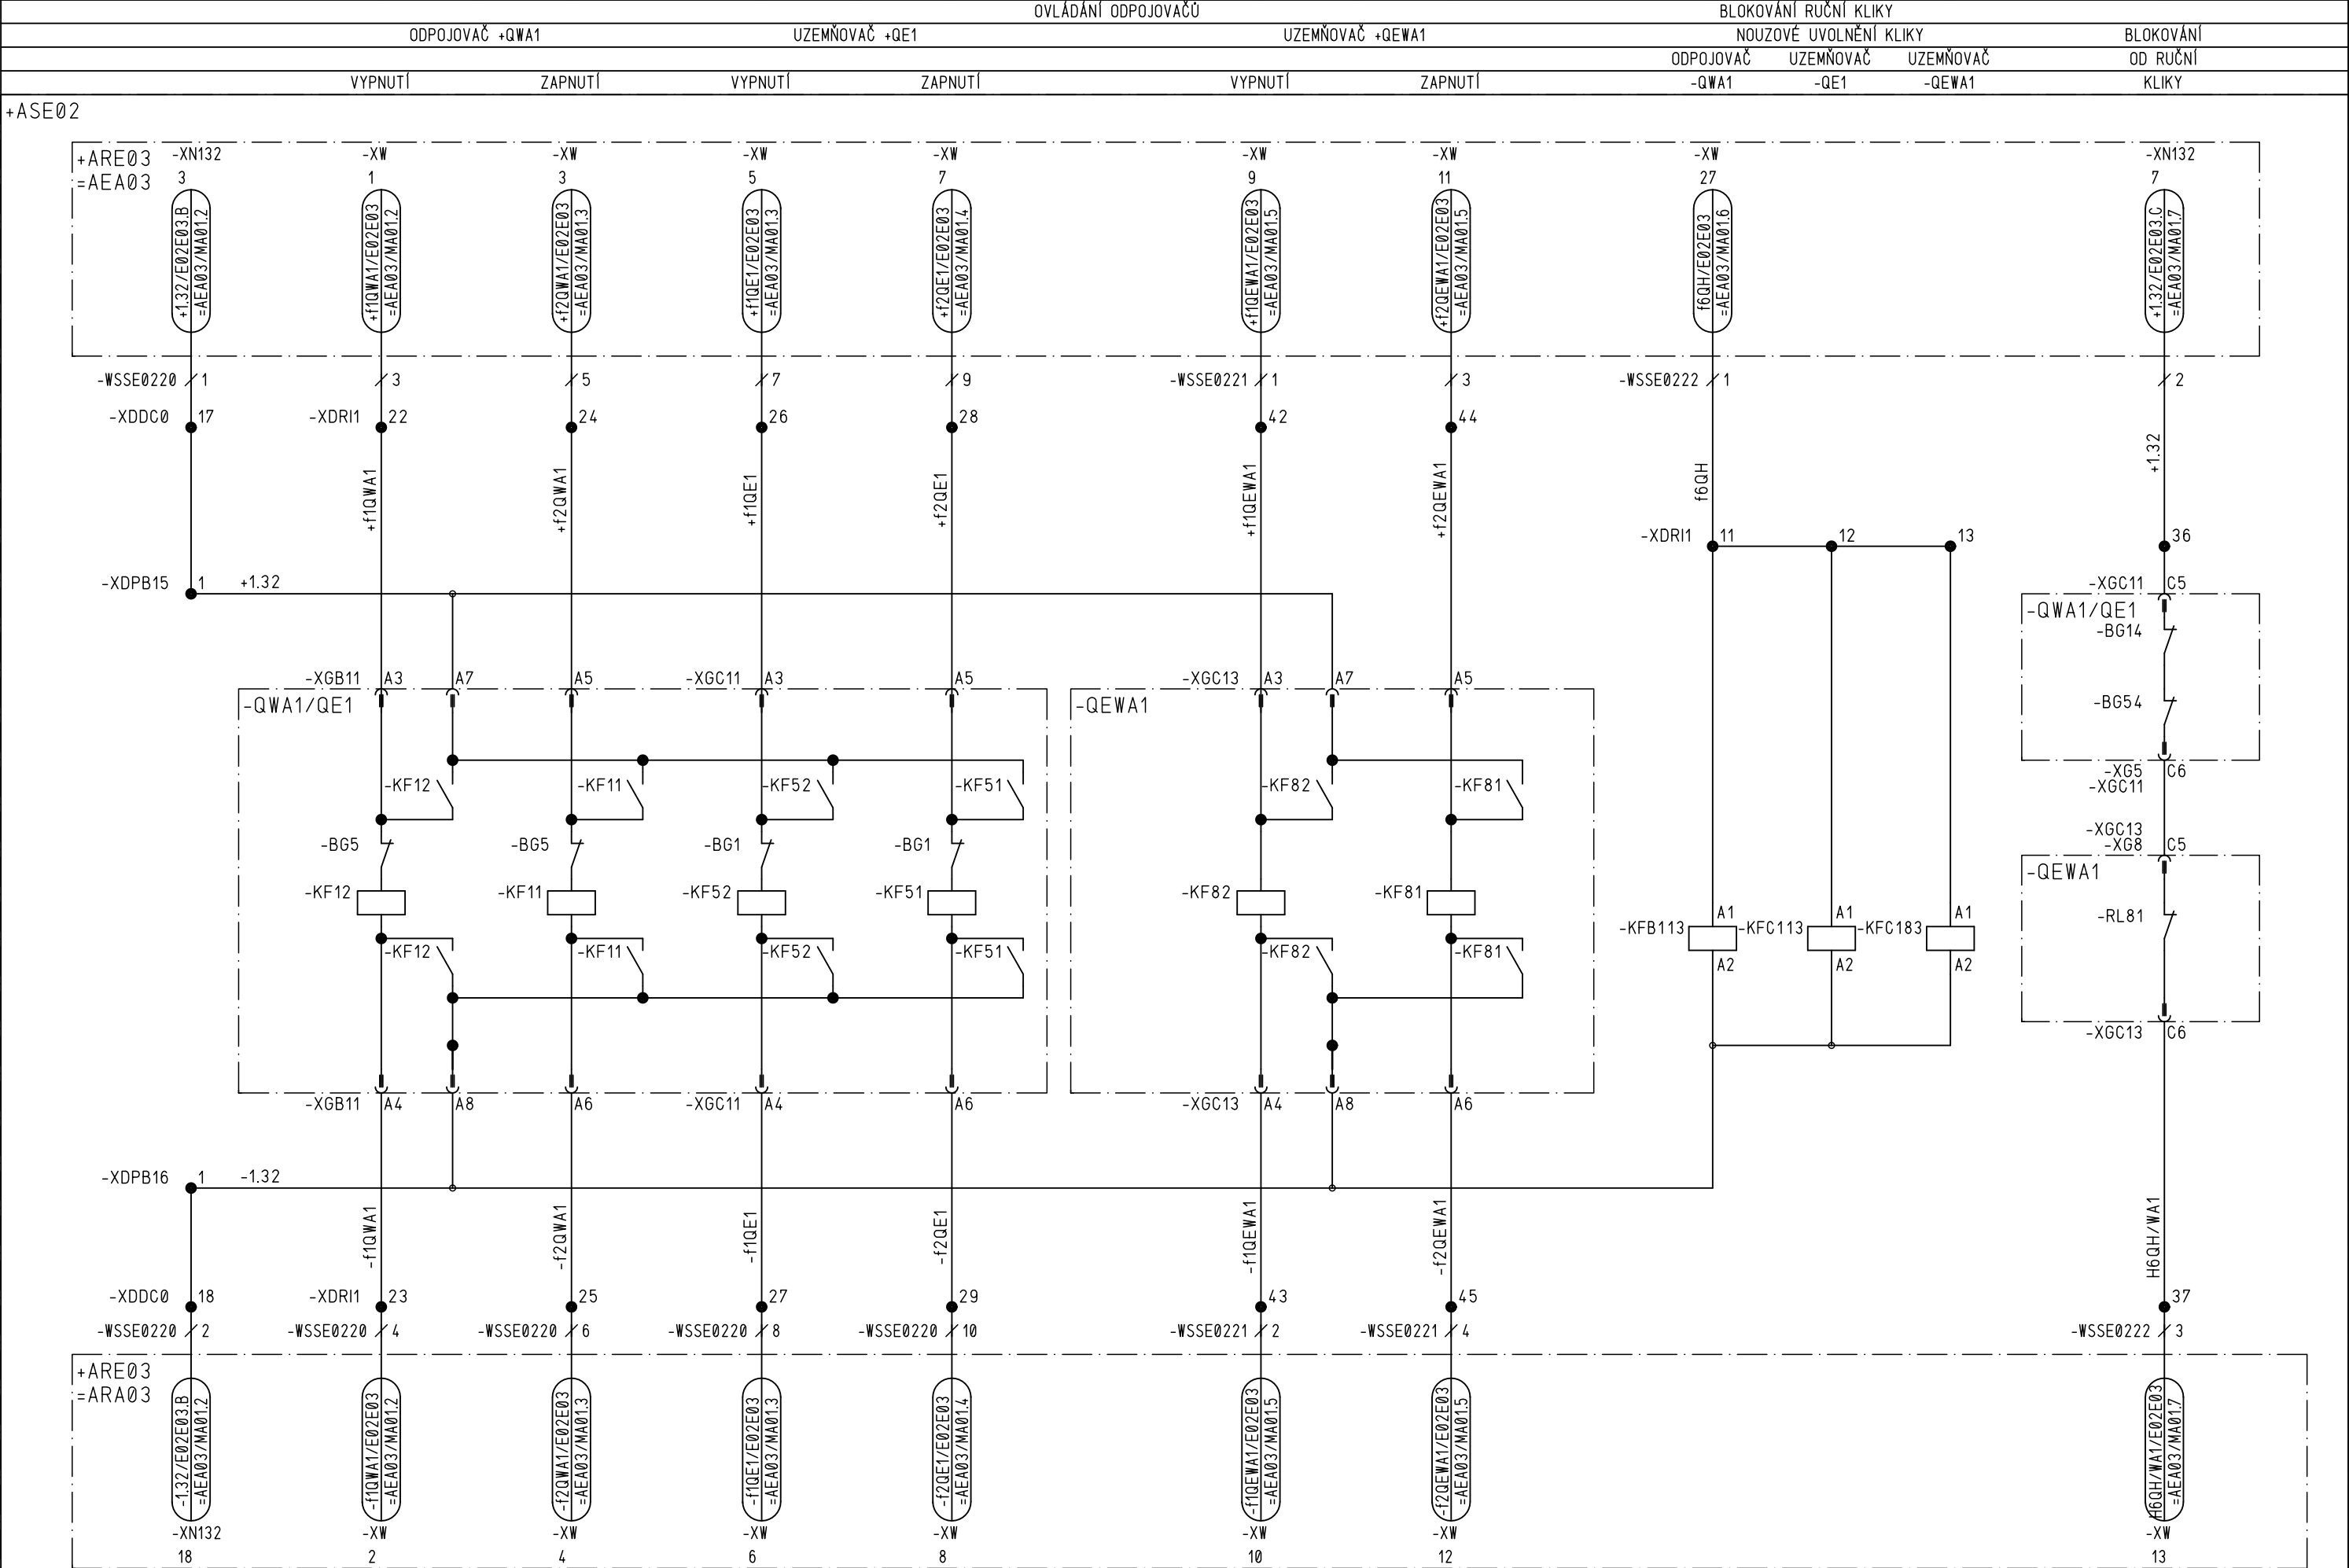 OVLÁDÁNÍ ODPOJOVAČŮ BLOKOVÁNÍ RUČNÍ KLIKY
ODPOJOVAČ +QWA1 UZEMŇOVAČ +QE1 UZEMŇOVAČ +QEWA1 NOUZOVÉ UVOLNĚNÍ KLIKY BLOKOVÁNÍ
ODPOJOVAČ UZEMŇOVAČ UZEMŇOVAČ OD RUČNÍ
VYPNUTÍ ZAPNUTÍ VYPNUTÍ ZAPNUTÍ VYPNUTÍ ZAPNUTÍ -QWA1 -QE1 -QEWA1 KLIKY
+ASE02
+ARE03 -XN132 -XW -XW -XW -XW -XW -XW -XW -XN132
=AEA03 3 1 3 5 7 9 11 27 7
+1.32/E02E03.B
=AEA03/MA01.2
+f1QWA1/E02E03
=AEA03/MA01.2
+f2QWA1/E02E03
=AEA03/MA01.3
+f1QE1/E02E03
=AEA03/MA01.3
+f2QE1/E02E03
=AEA03/MA01.4
+f1QEWA1/E02E03
=AEA03/MA01.5
+f2QEWA1/E02E03
=AEA03/MA01.5
f6QH/E02E03
=AEA03/MA01.6
+1.32/E02E03.C
=AEA03/MA01.7
-WSSE0220 1 3 5 7 9 -WSSE0221 1 3 -WSSE0222 1 2
-XDDC0 17 -XDRI1 22 24 26 28 42 44
+f1QWA1 +f2QWA1 +f1QE1 +f2QE1 +f1QEWA1 +f2QEWA1 f6QH +1.32
-XDRI1 11 12 13 36
-XDPB15 1 +1.32 -XGC11 C5
-QWA1/QE1
-BG14
-XGB11 A3 A7 A5 -XGC11 A3 A5 -XGC13 A3 A7 A5
-QWA1/QE1 -QEWA1 -BG54
-XG5 C6
-KF12 -KF11 -KF52 -KF51 -KF82 -KF81 -XGC11
-XGC13
-BG5 -BG5 -BG1 -BG1 -XG8 C5
-QEWA1
-KF12 -KF11 -KF52 -KF51 -KF82 -KF81
A1 A1 A1 -RL81
-KFB113 -KFC113 -KFC183
-KF12 -KF11 -KF52 -KF51 -KF82 -KF81
A2 A2 A2
-XGC13 C6
-XGB11 A4 A8 A6 -XGC11 A4 A6 -XGC13 A4 A8 A6
-XDPB16 1 -1.32
-f1QWA1 -f2QWA1 -f1QE1 -f2QE1 -f1QEWA1 -f2QEWA1 H6QH/WA1
-XDDC0 18 -XDRI1 23 25 27 29 43 45 37
-WSSE0220 2 -WSSE0220 4 -WSSE0220 6 -WSSE0220 8 -WSSE0220 10 -WSSE0221 2 -WSSE0221 4 -WSSE0222 3
+ARE03
=ARA03
-1.32/E02E03.B
=AEA03/MA01.2
-f1QWA1/E02E03
=AEA03/MA01.2
-f2QWA1/E02E03
=AEA03/MA01.3
-f1QE1/E02E03
=AEA03/MA01.3
-f2QE1/E02E03
=AEA03/MA01.4
-f1QEWA1/E02E03
=AEA03/MA01.5
-f2QEWA1/E02E03
=AEA03/MA01.5
H6QH/WA1/E02E03
=AEA03/MA01.7
-XN132 -XW -XW -XW -XW -XW -XW -XW
18 2 4 6 8 10 12 13